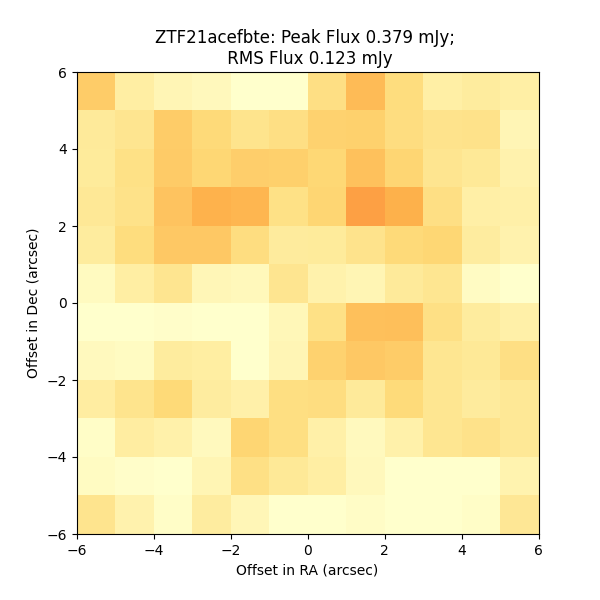 ZTF21acefbte: Peak Flux 0.379 mJy;
RMS Flux 0.123 mJy
6
4
2
0
−2
−4
−6
Offset in Dec (arcsec)
−6 −4 −2 0 2 4 6
Offset in RA (arcsec)